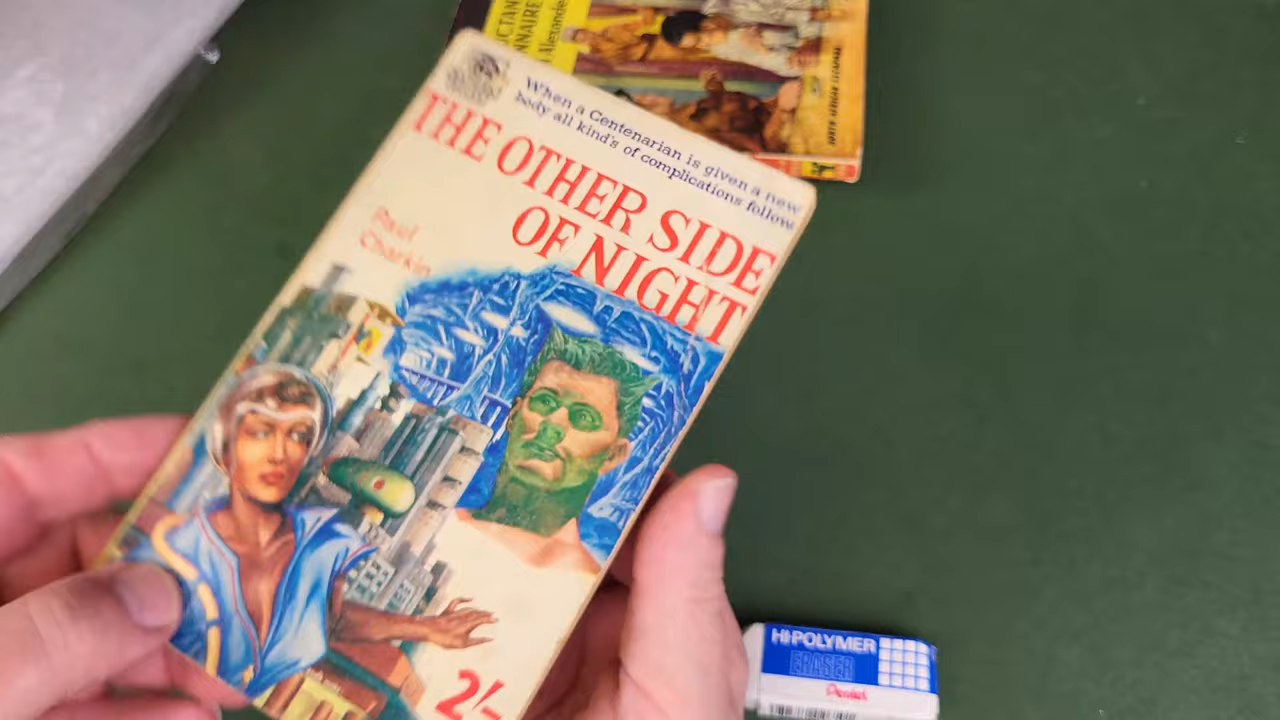 Alexande
When a Centenarian is given a new
body all kind's of complications follow
THE OTHER SIDE
OF NIGHT
Paul
Charkin
2/-
HI-POLYMER
ERASER
Pentel